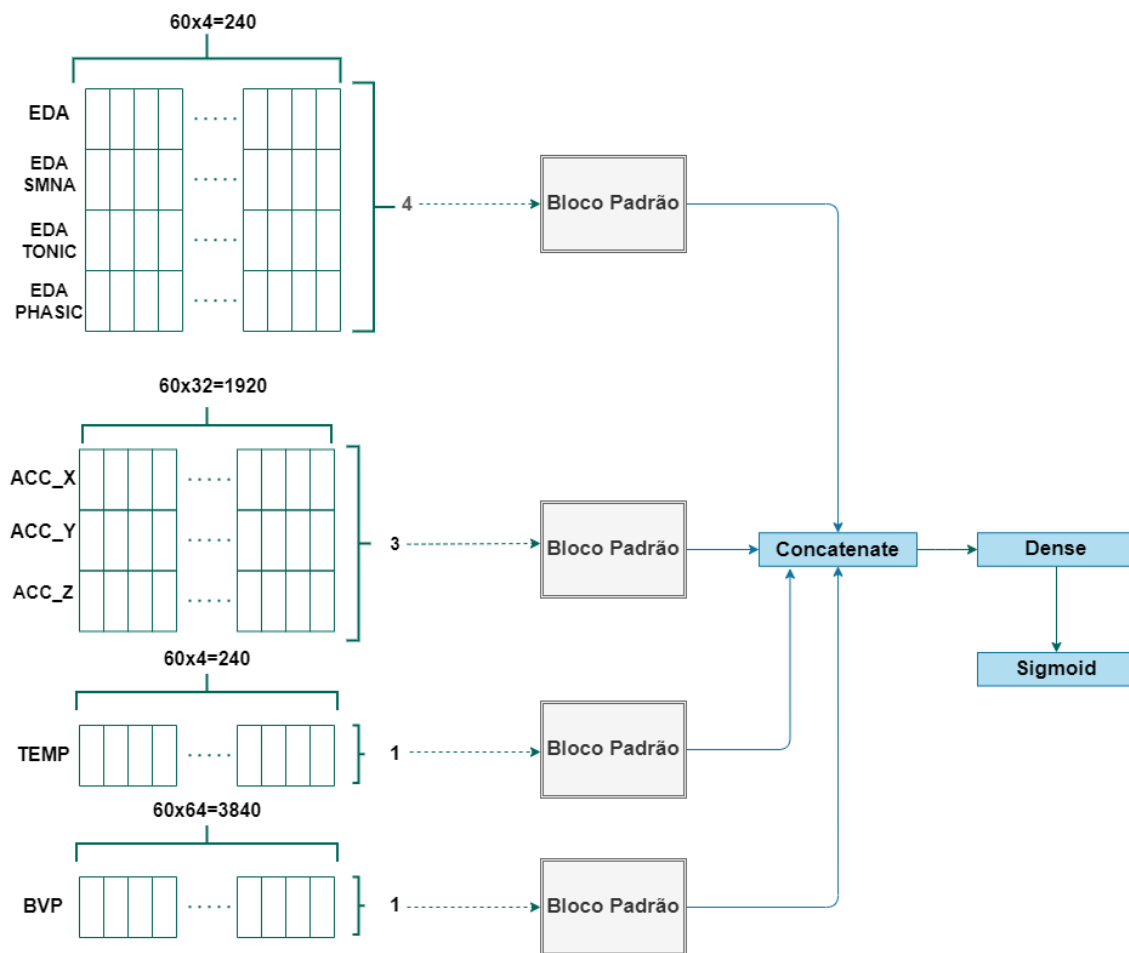 60x4=240
EDA
EDA
SMNA
EDA
TONIC
EDA
PHASIC
4
Bloco Padrão
60x32=1920
ACC_X
ACC_Y
ACC_Z
3
Bloco Padrão
Concatenate
Dense
Sigmoid
60x4=240
TEMP
1
Bloco Padrão
60x64=3840
BVP
1
Bloco Padrão